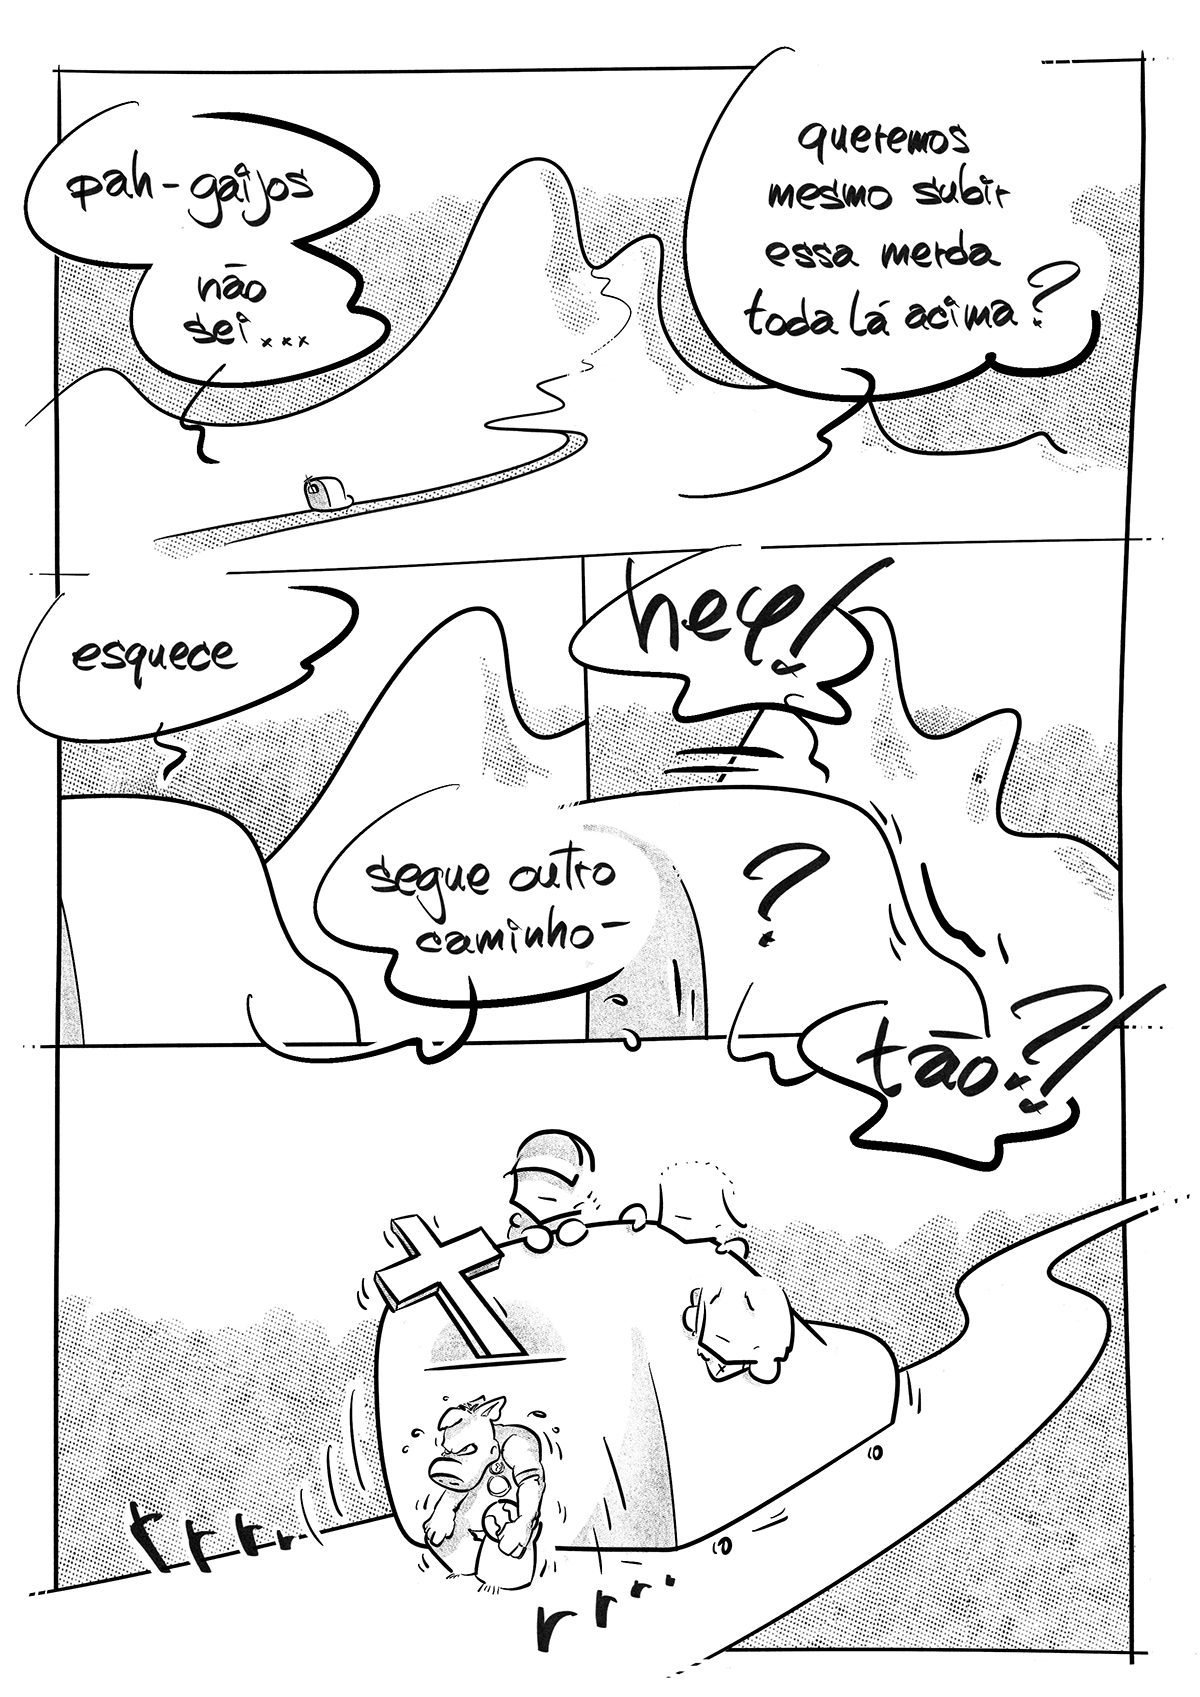 pah - gaijos
não
sei...
queremos
mesmo subir
essa merda
toda lá acima?
esquece
segue outro
caminho -
hey!
?
tão?!
rrrr...
rrr..